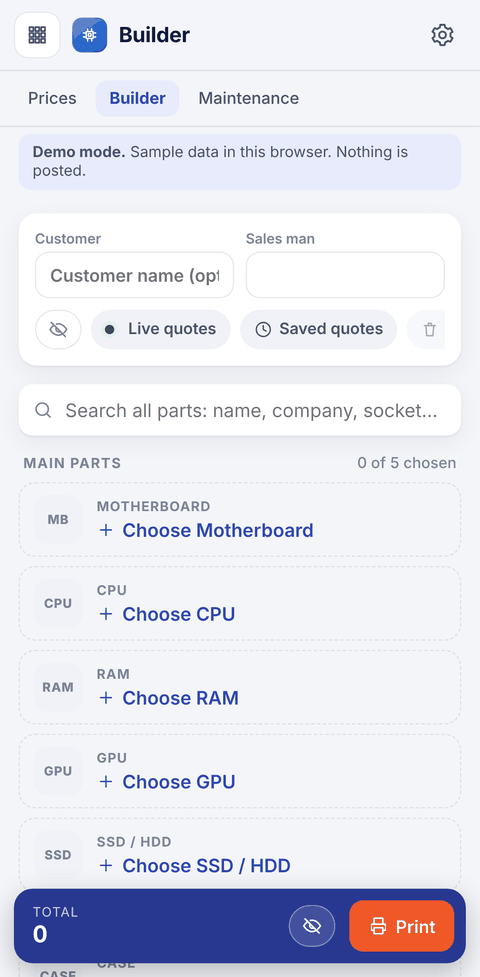 Builder
Prices Builder Maintenance
Demo mode. Sample data in this browser. Nothing is
posted.
Customer Sales man
Customer name (opt
Live quotes Saved quotes
Search all parts: name, company, socket...
MAIN PARTS 0 of 5 chosen
MB
MOTHERBOARD
+ Choose Motherboard
CPU
CPU
+ Choose CPU
RAM
RAM
+ Choose RAM
GPU
GPU
+ Choose GPU
SSD
SSD / HDD
+ Choose SSD / HDD
TOTAL
0
Print
CASE
CASE